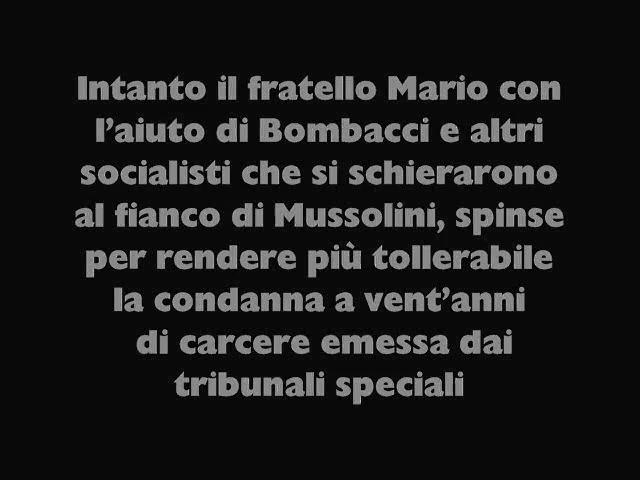 Intanto il fratello Mario con
l'aiuto di Bombacci e altri
socialisti che si schierarono
al fianco di Mussolini, spinse
per rendere più tollerabile
la condanna a vent'anni
di carcere emessa dai
tribunali speciali